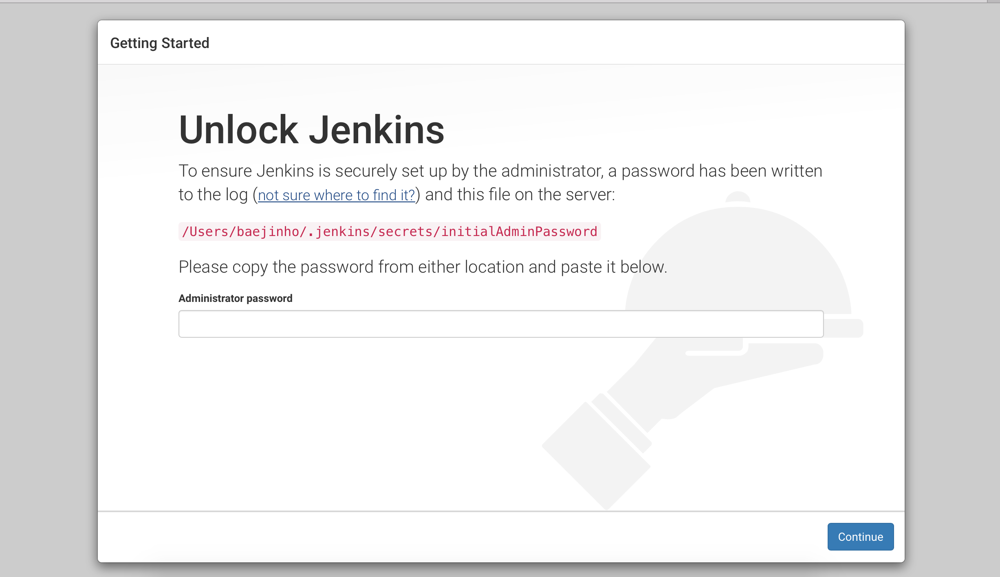 Getting Started
Unlock Jenkins
To ensure Jenkins is securely set up by the administrator, a password has been written
to the log (not sure where to find it?) and this file on the server:
/Users/baejinho/.jenkins/secrets/initialAdminPassword
Please copy the password from either location and paste it below.
Administrator password
Continue